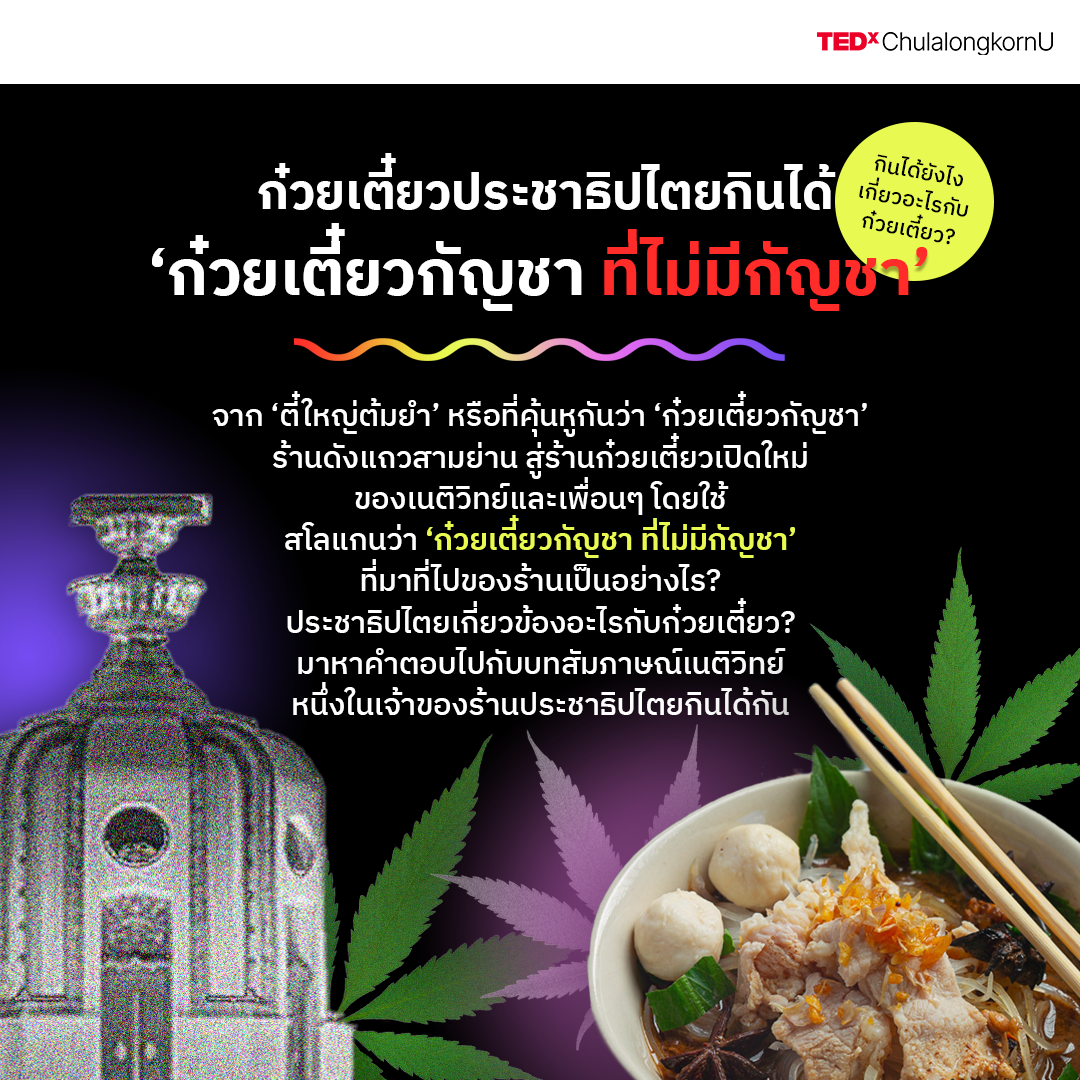 TEDxChulalongkornU
ก๋วยเตี๋ยวประชาธิปไตยกินได้
กินได้ยังไง
เกี่ยวอะไรกับ
ก๋วยเตี๋ยว?
‘ก๋วยเตี๋ยวกัญชา ที่ไม่มีกัญชา’
จาก ‘ตี๋ใหญ่ต้มยำ’ หรือที่คุ้นหูกันว่า ‘ก๋วยเตี๋ยวกัญชา’
ร้านดังแถวสามย่าน สู่ร้านก๋วยเตี๋ยวเปิดใหม่
ของเนติวิทย์และเพื่อนๆ โดยใช้
สโลแกนว่า ‘ก๋วยเตี๋ยวกัญชา ที่ไม่มีกัญชา’
ที่มาที่ไปของร้านเป็นอย่างไร?
ประชาธิปไตยเกี่ยวข้องอะไรกับก๋วยเตี๋ยว?
มาหาคำตอบไปกับบทสัมภาษณ์เนติวิทย์
หนึ่งในเจ้าของร้านประชาธิปไตยกินได้กัน